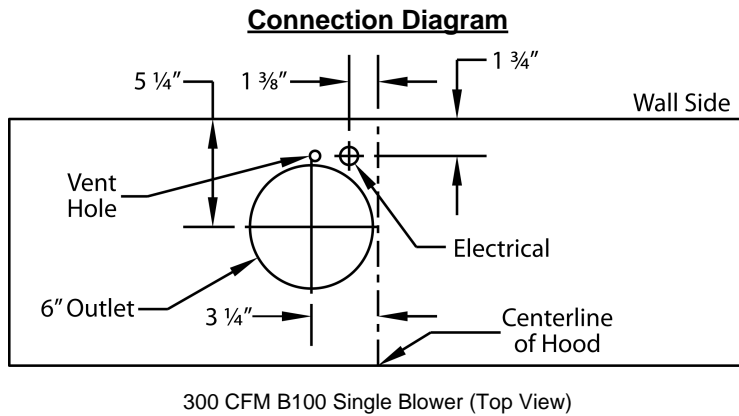 Connection Diagram
5 ¼”
1 ⅜”
1 ¾”
Wall Side
Vent
Hole
Electrical
6” Outlet
3 ¼”
Centerline
of Hood
300 CFM B100 Single Blower (Top View)